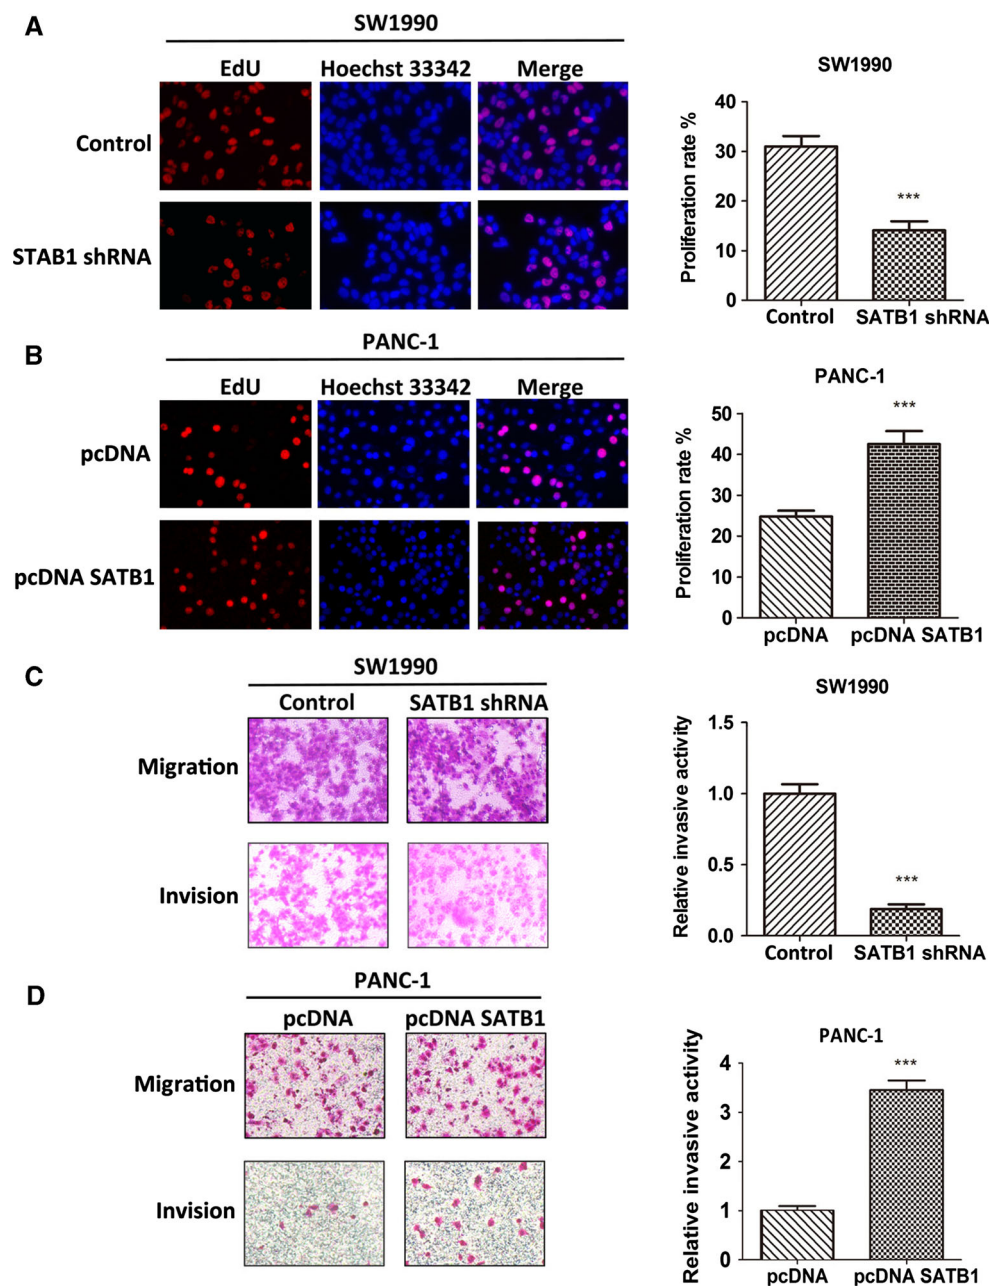 A
SW1990
EdU Hoechst 33342 Merge
Control
STAB1 shRNA
SW1990
Proliferation rate %
40
30
20
10
0
***
Control SATB1 shRNA
B
PANC-1
EdU Hoechst 33342 Merge
pcDNA
pcDNA SATB1
PANC-1
Proliferation rate %
50
40
30
20
10
0
***
pcDNA pcDNA SATB1
C
SW1990
Control SATB1 shRNA
Migration
Invision
SW1990
Relative invasive activity
1.5
1.0
0.5
0.0
***
Control SATB1 shRNA
D
PANC-1
pcDNA pcDNA SATB1
Migration
Invision
PANC-1
Relative invasive activity
4
3
2
1
0
***
pcDNA pcDNA SATB1